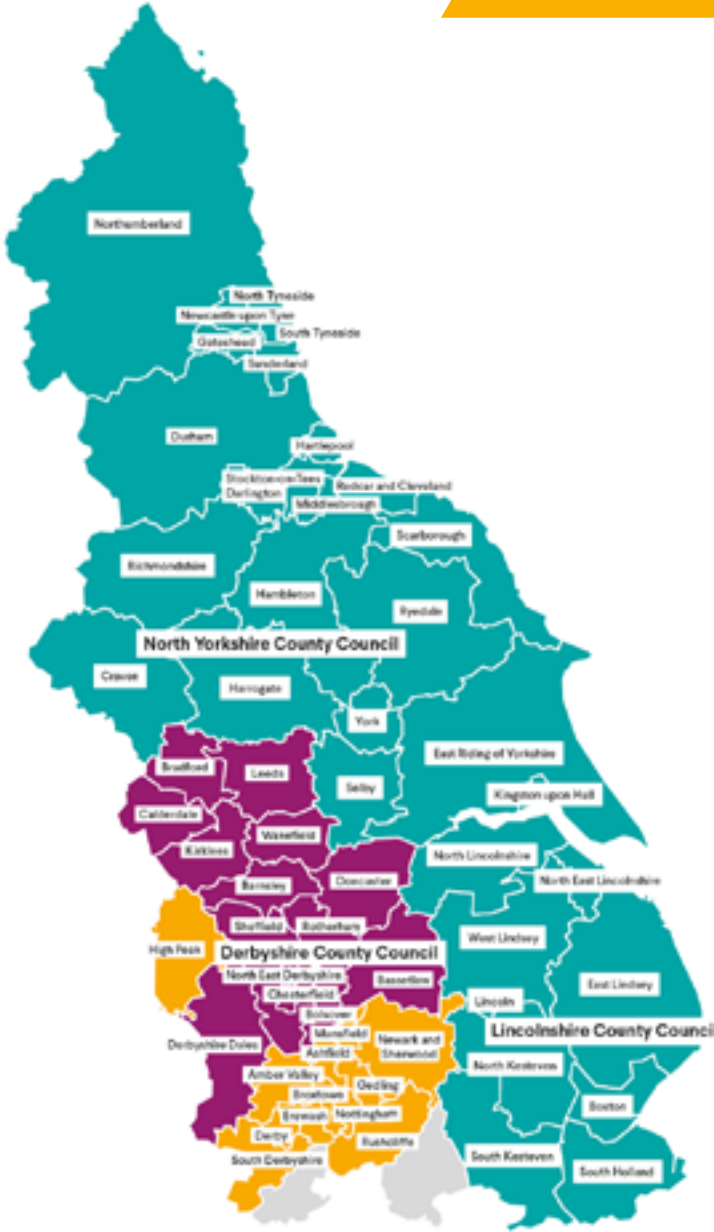 Northumberland
North Tyneside
Newcastle upon Tyne
South Tyneside
Gateshead
Sunderland
Durham
Hartlepool
Stockton-on-Tees
Redcar and Cleveland
Darlington
Middlesbrough
Scarborough
Richmondshire
Hambleton
Ryedale
North Yorkshire County Council
Craven
Harrogate
York
East Riding of Yorkshire
Bradford
Leeds
Selby
Kingston upon Hull
Calderdale
Wakefield
Kirklees
North Lincolnshire
Barnsley
Doncaster
North East Lincolnshire
Sheffield
Rotherham
West Lindsey
High Peak
Derbyshire County Council
North East Derbyshire
Bassetlaw
East Lindsey
Chesterfield
Lincoln
Bolsover
Lincolnshire County Council
Mansfield
Newark and
Sherwood
Derbyshire Dales
Ashfield
North Kesteven
Amber Valley
Gedling
Broxtowe
Boston
Erewash
Nottingham
Derby
Rushcliffe
South Derbyshire
South Kesteven
South Holland